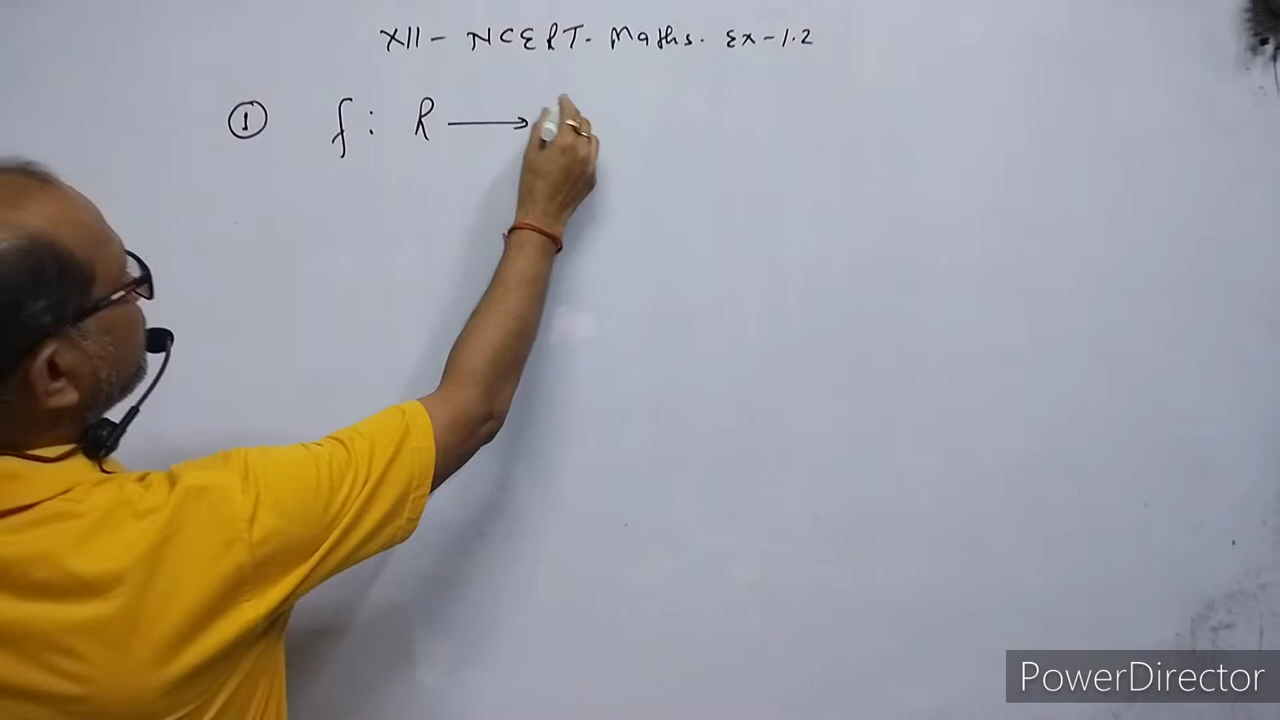 XII - NCERT. Maths. Ex-1.2
① f : R ⟶
PowerDirector